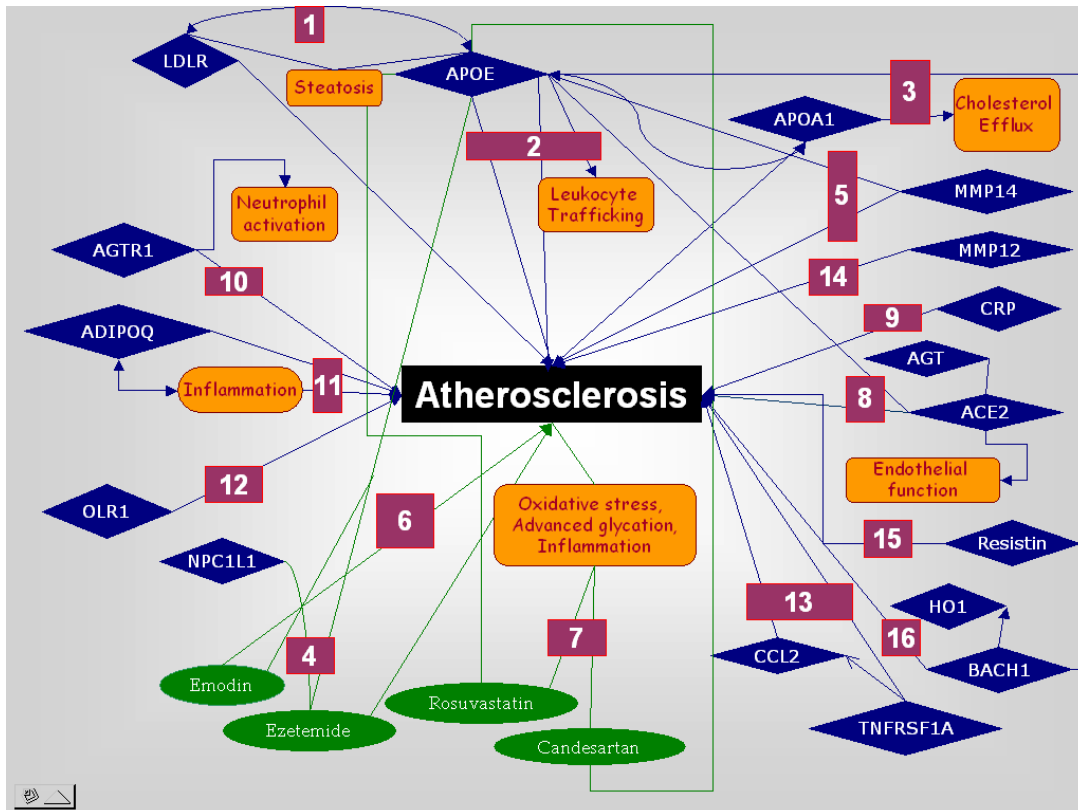 1
LDLR
APOE
Steatosis
3
Cholesterol
Efflux
APOA1
2
Leukocyte
Trafficking
5
MMP14
Neutrophil
activation
AGTR1
10
MMP12
14
CRP
9
ADIPOQ
AGT
Inflammation
11
Atherosclerosis
8
ACE2
Endothelial
function
12
OLR1
6
Oxidative stress,
Advanced glycation,
Inflammation
15
Resistin
NPC1L1
13
HO1
16
4
7
CCL2
BACH1
Emodin
Rosuvastatin
Ezetemide
TNFRSF1A
Candesartan